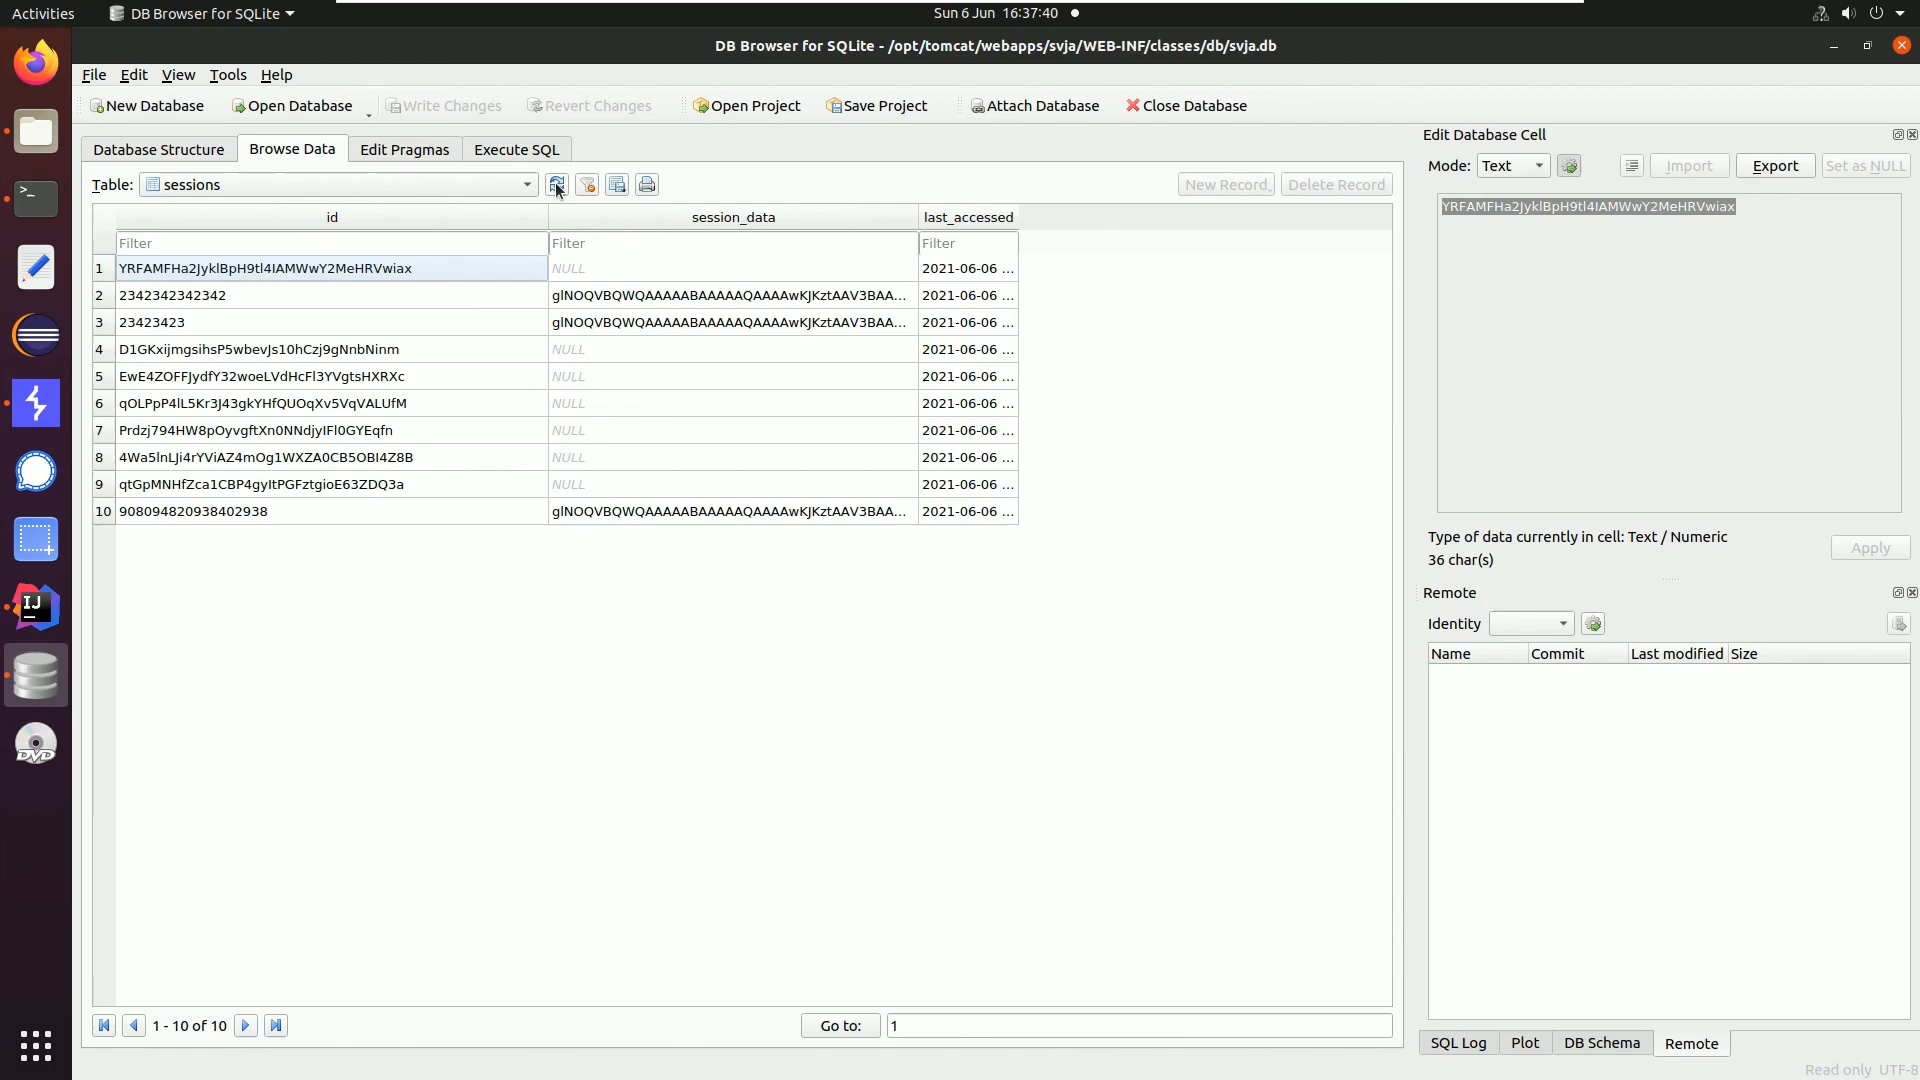 Activities DB Browser for SQLite Sun 6 Jun 16:37:40
DB Browser for SQLite - /opt/tomcat/webapps/svja/WEB-INF/classes/db/svja.db
File Edit View Tools Help
New Database Open Database Write Changes Revert Changes Open Project Save Project Attach Database Close Database
Database Structure Browse Data Edit Pragmas Execute SQL
Table: sessions New Record Delete Record
id session_data last_accessed
Filter Filter Filter
1 YRFAMFHa2JyklBpH9tl4IAMWwY2MeHRVwiax NULL 2021-06-06 ...
2 2342342342342 glNOQVBQWQAAAAABAAAAAQAAAAwKJKztAAV3BAA... 2021-06-06 ...
3 23423423 glNOQVBQWQAAAAABAAAAAQAAAAwKJKztAAV3BAA... 2021-06-06 ...
4 D1GKxijmgsihsP5wbevJs10hCzj9gNnbNinm NULL 2021-06-06 ...
5 EwE4ZOFFJydfY32woeLVdHcFl3YVgtsHXRXc NULL 2021-06-06 ...
6 qOLPpP4lL5Kr3J43gkYHfQUOqXv5VqVALUfM NULL 2021-06-06 ...
7 Prdzj794HW8pOyvgftXn0NNdjyIFl0GYEqfn NULL 2021-06-06 ...
8 4Wa5lnLJi4rYViAZ4mOg1WXZA0CB5OBI4Z8B NULL 2021-06-06 ...
9 qtGpMNHfZca1CBP4gyItPGFztgioE63ZDQ3a NULL 2021-06-06 ...
10 908094820938402938 glNOQVBQWQAAAAABAAAAAQAAAAwKJKztAAV3BAA... 2021-06-06 ...
1 - 10 of 10 Go to: 1
Edit Database Cell
Mode: Text Import Export Set as NULL
YRFAMFHa2JyklBpH9tl4IAMWwY2MeHRVwiax
Type of data currently in cell: Text / Numeric
36 char(s)
Apply
Remote
Identity
Name Commit Last modified Size
SQL Log Plot DB Schema Remote
Read only UTF-8
>_
IJ
DVD